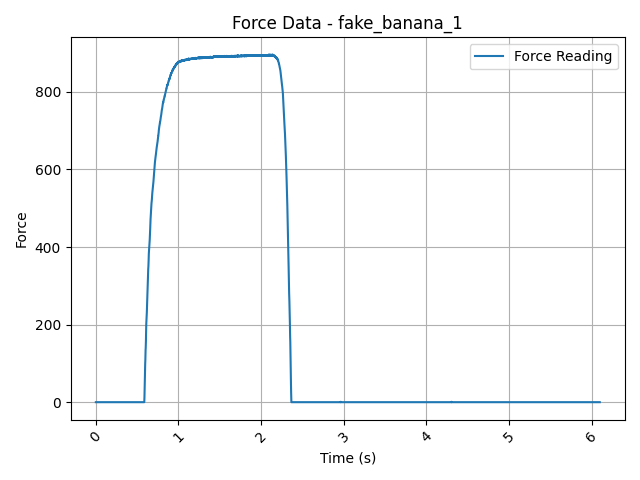 Force Data - fake_banana_1
Force Reading
Force
800
600
400
200
0
0 1 2 3 4 5 6
Time (s)